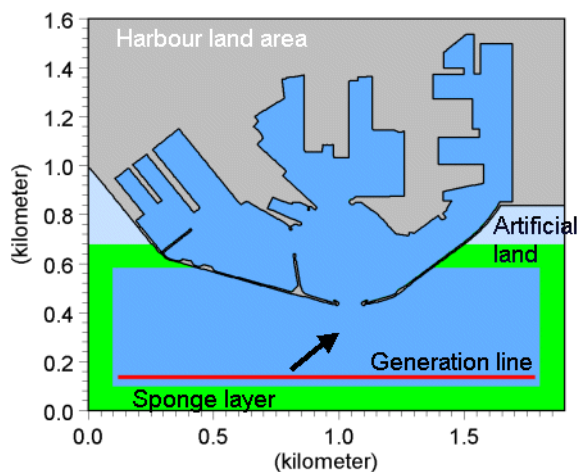 1.6
Harbour land area
1.4
1.2
1.0
0.8
Artificial
land
0.6
0.4
Generation line
0.2
Sponge layer
0.0
0.0 0.5 1.0 1.5
(kilometer)
(kilometer)